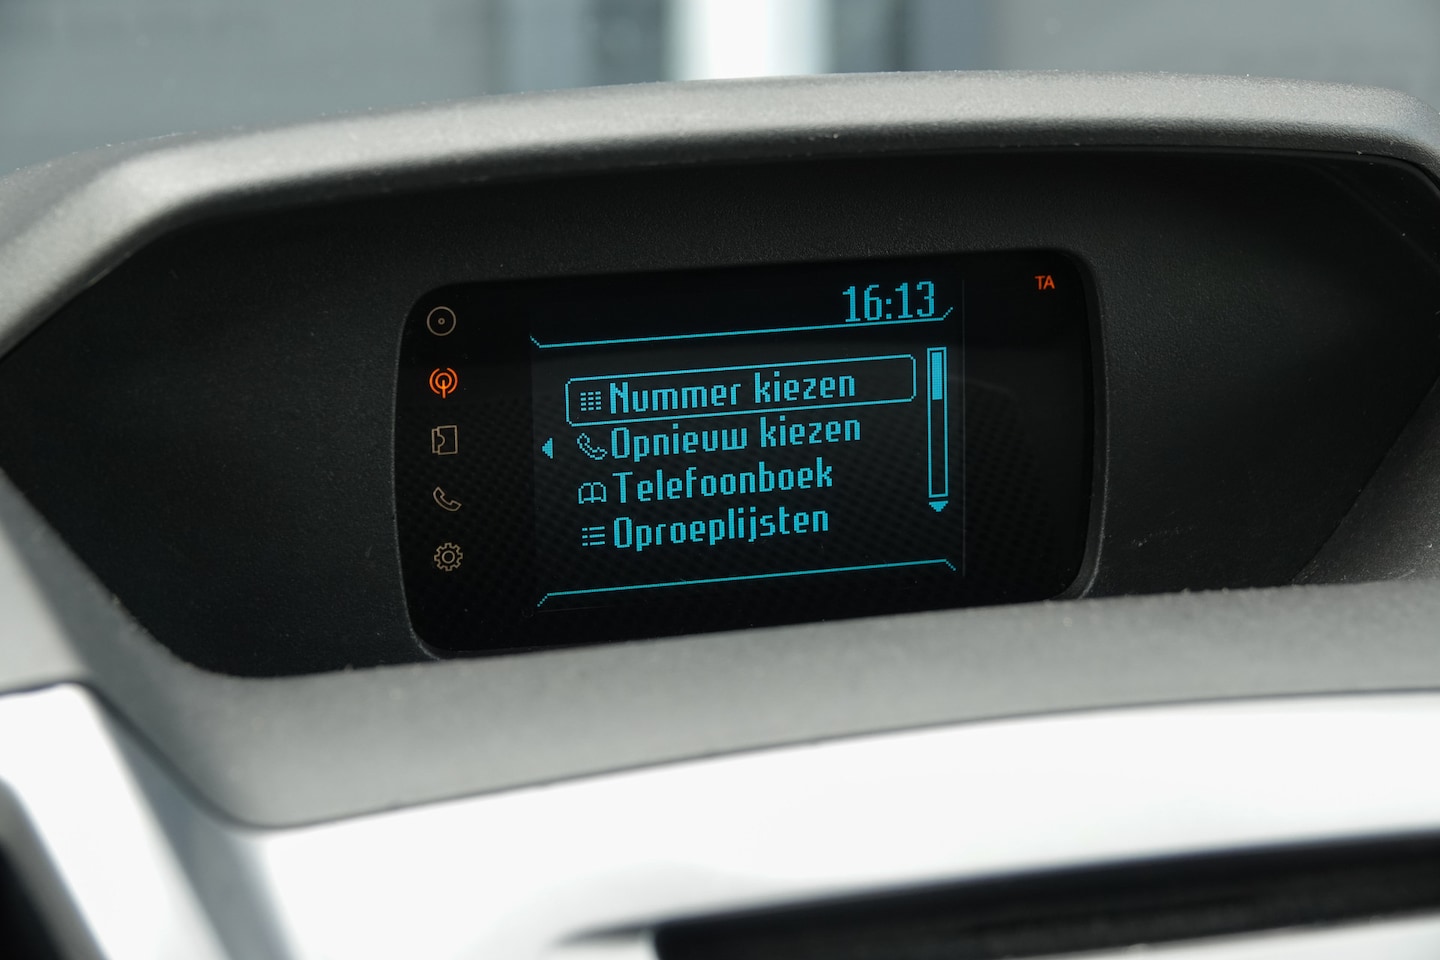 16:13
TA
Nummer kiezen
Opnieuw kiezen
Telefoonboek
Oproeplijsten